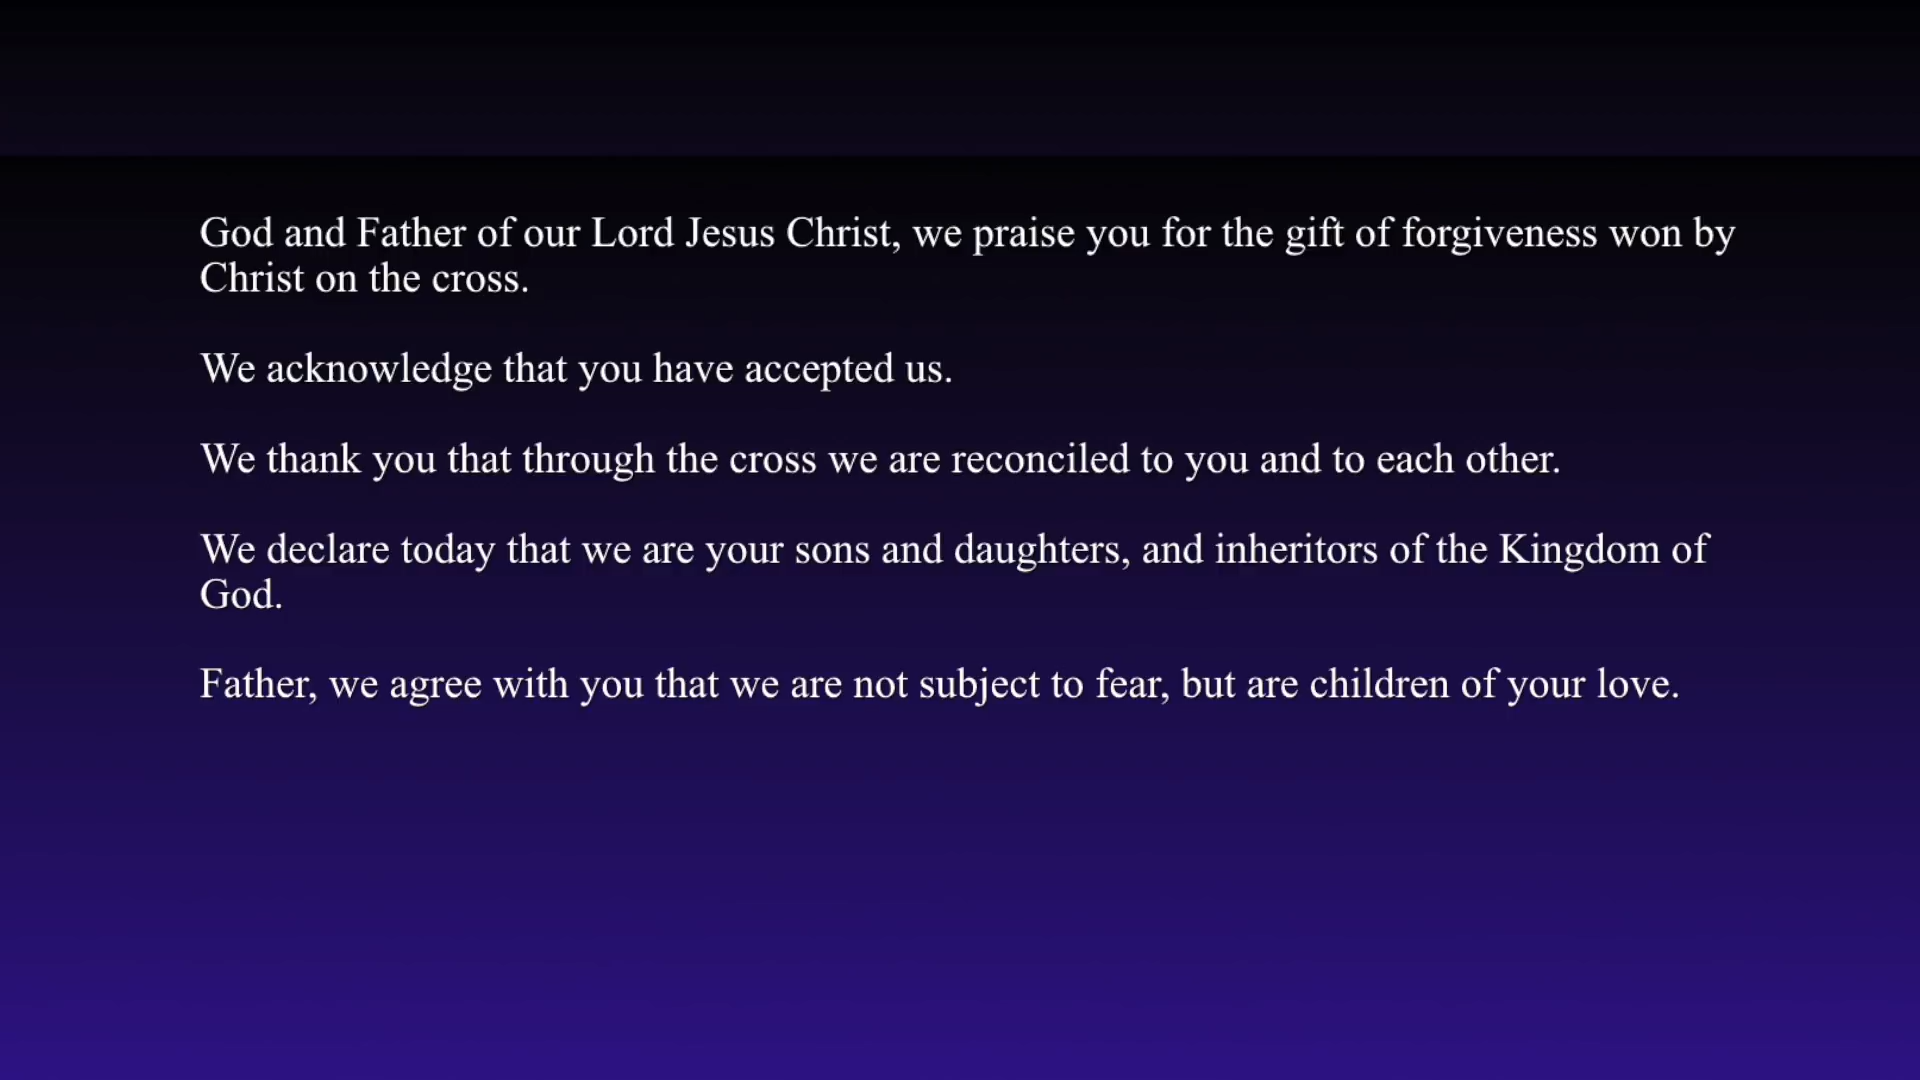 God and Father of our Lord Jesus Christ, we praise you for the gift of forgiveness won by
Christ on the cross.
We acknowledge that you have accepted us.
We thank you that through the cross we are reconciled to you and to each other.
We declare today that we are your sons and daughters, and inheritors of the Kingdom of
God.
Father, we agree with you that we are not subject to fear, but are children of your love.